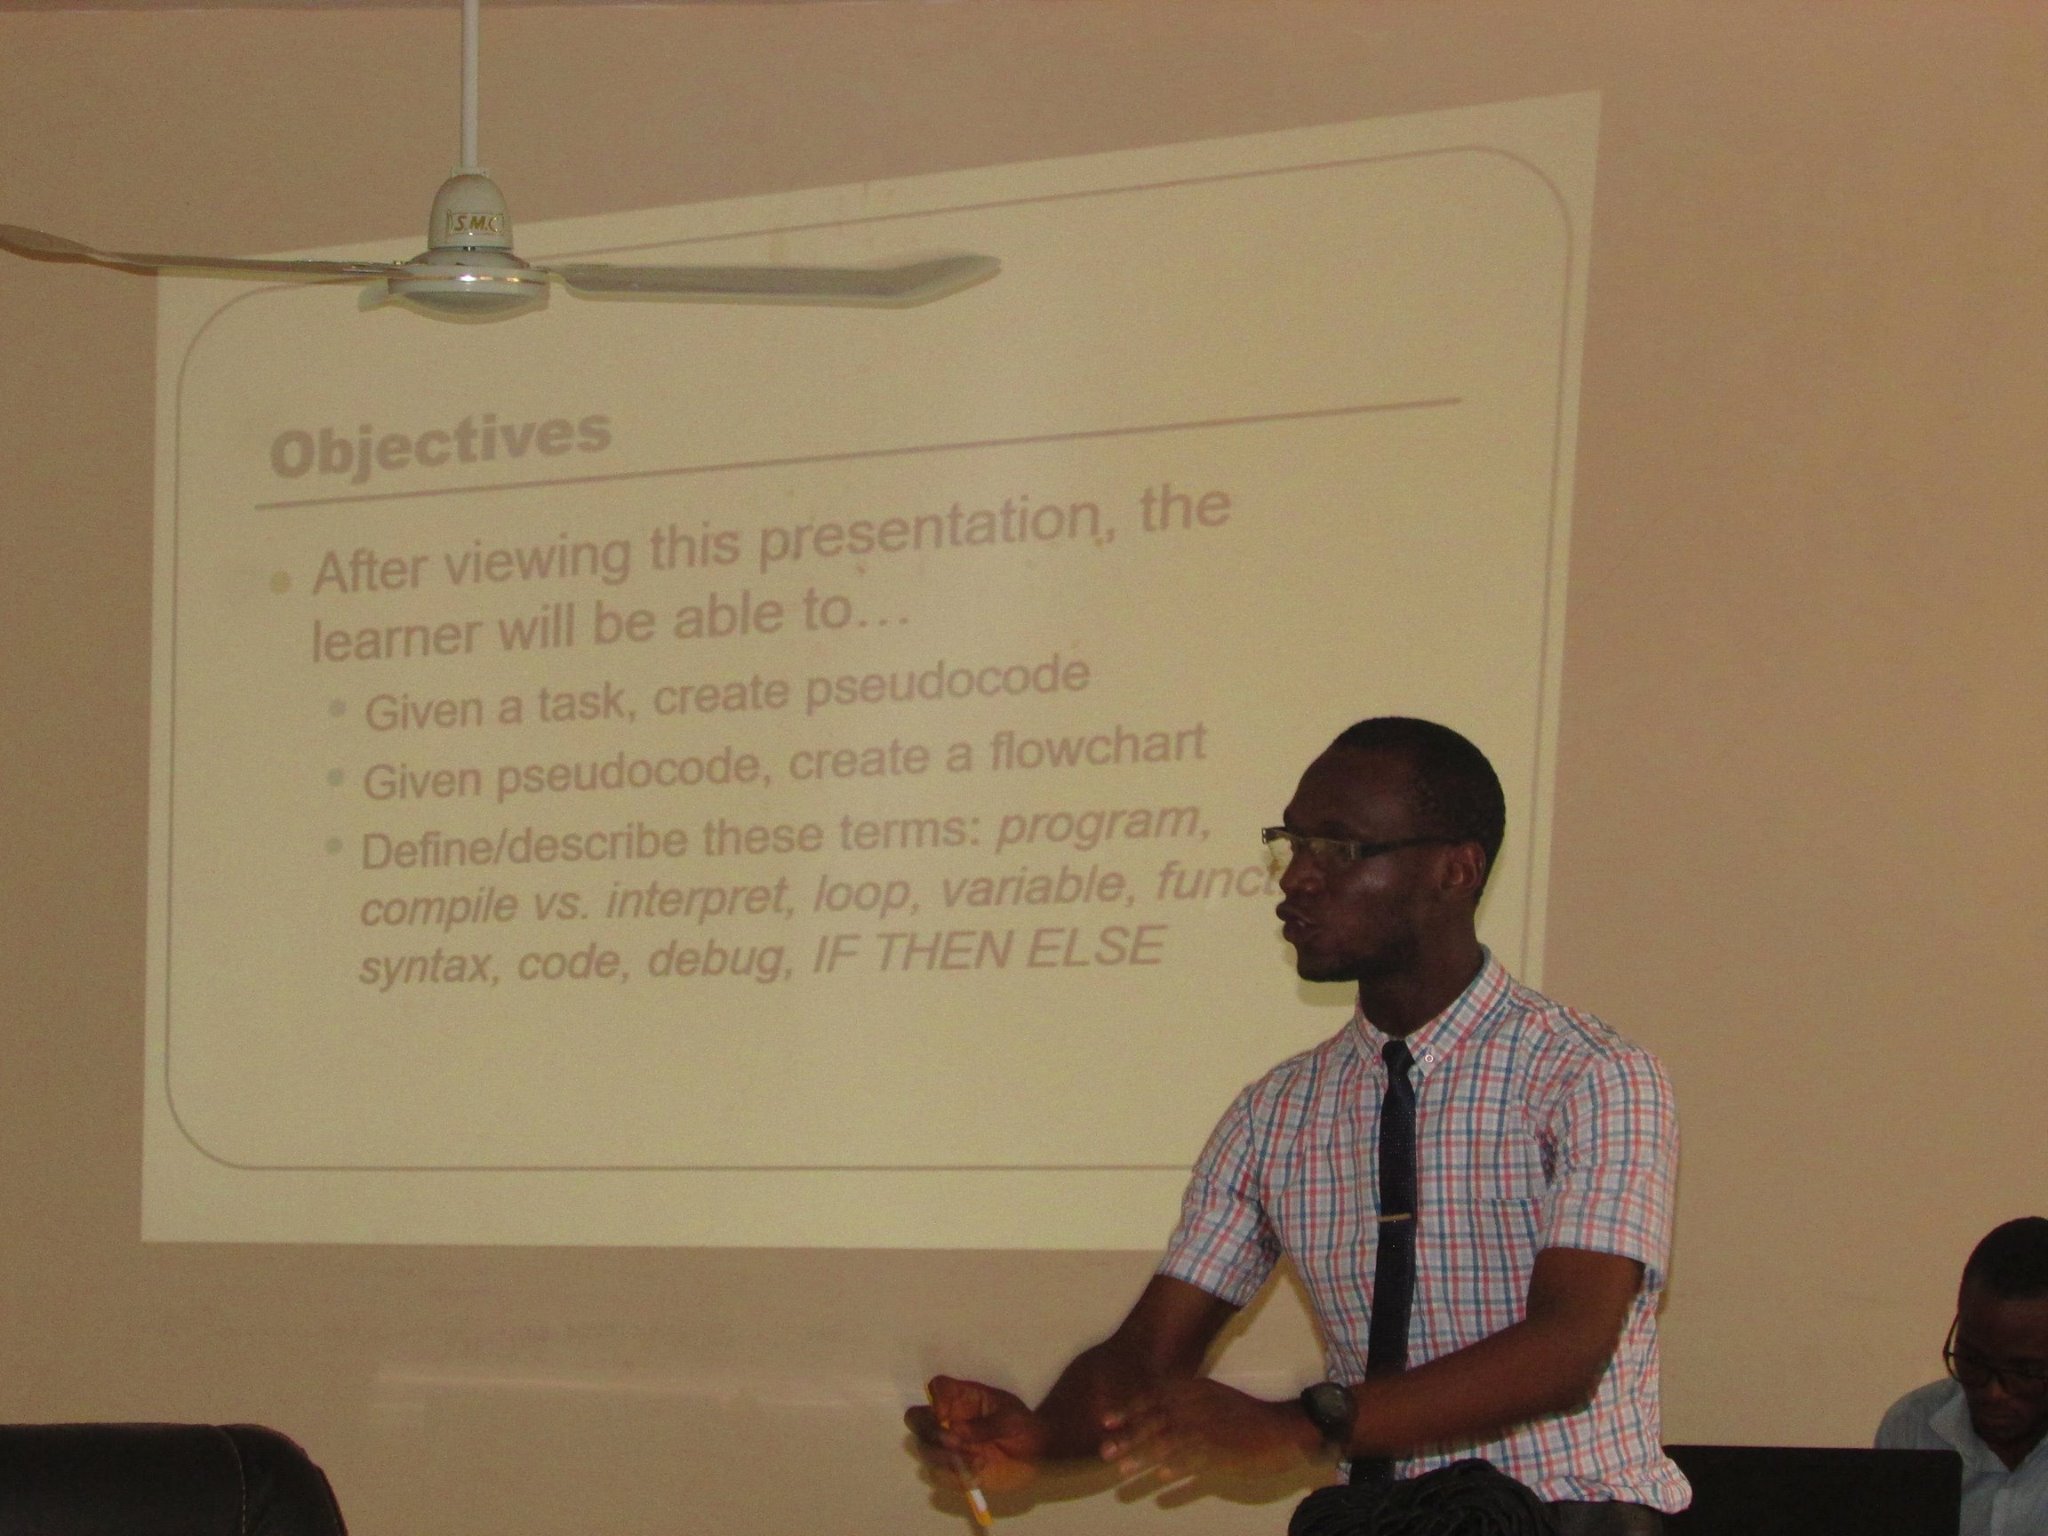 S.M.C
Objectives
After viewing this presentation, the
learner will be able to…
Given a task, create pseudocode
Given pseudocode, create a flowchart
Define/describe these terms: program,
compile vs. interpret, loop, variable, funct
syntax, code, debug, IF THEN ELSE